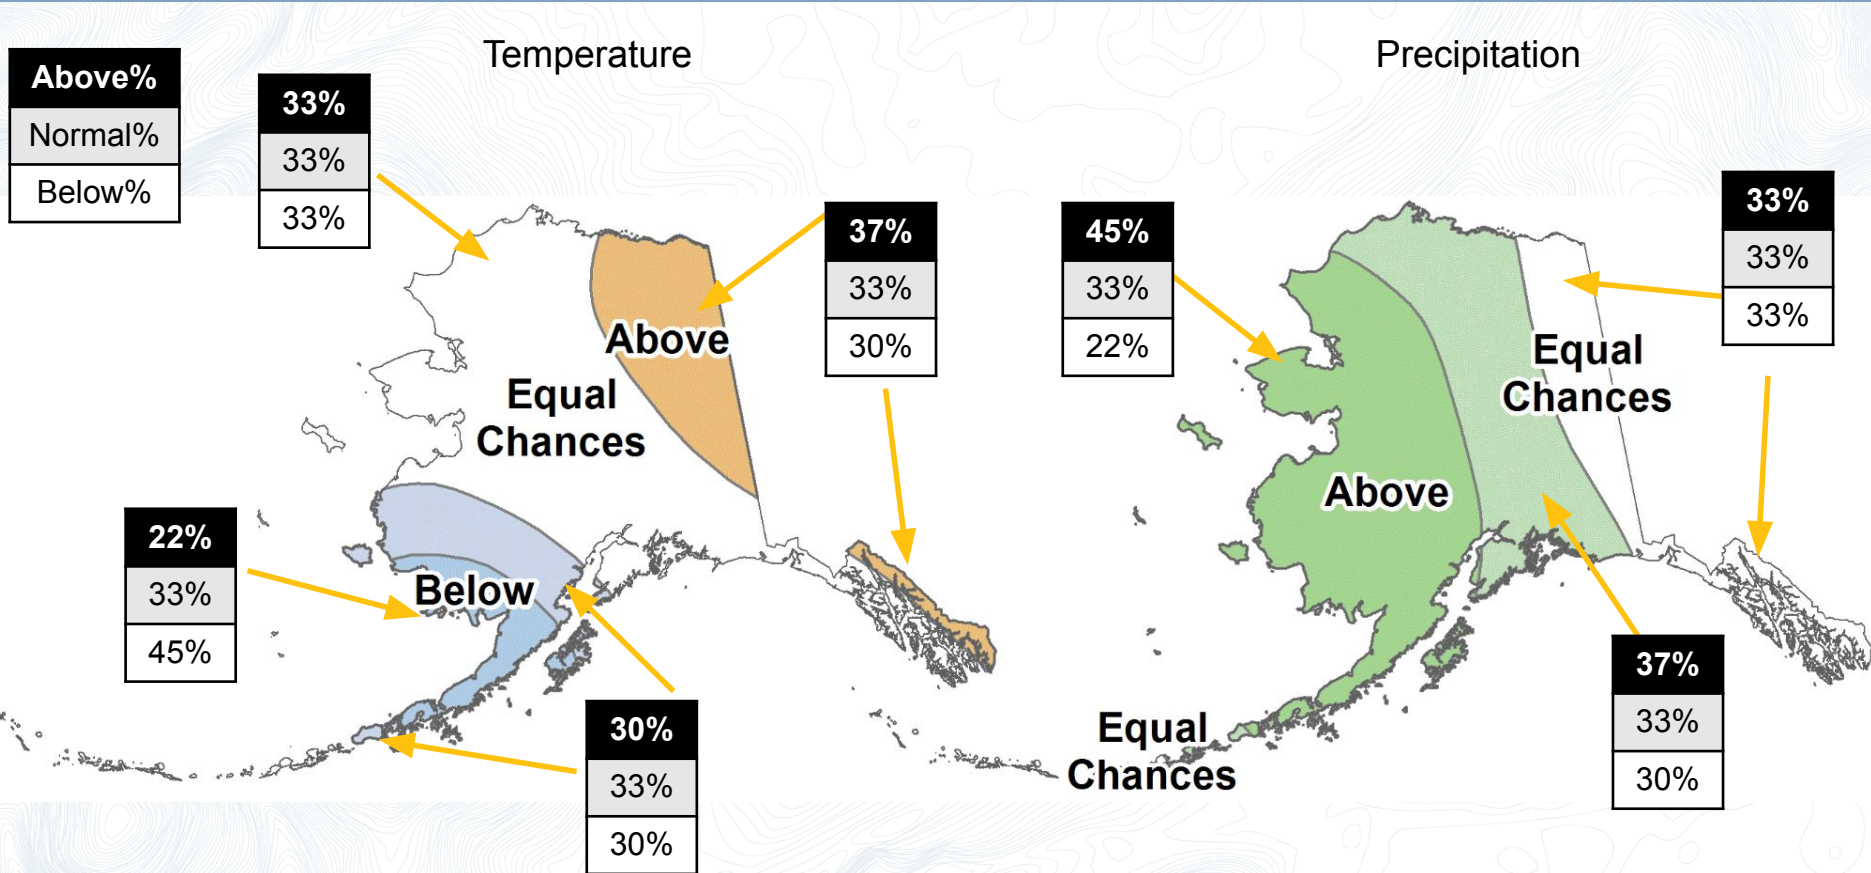 Temperature
Precipitation
Above%
Normal%
Below%
33%
33%
33%
37%
33%
30%
Above
Equal
Chances
22%
33%
45%
Below
30%
33%
30%
45%
33%
22%
33%
33%
33%
Equal
Chances
Above
37%
33%
30%
Equal
Chances